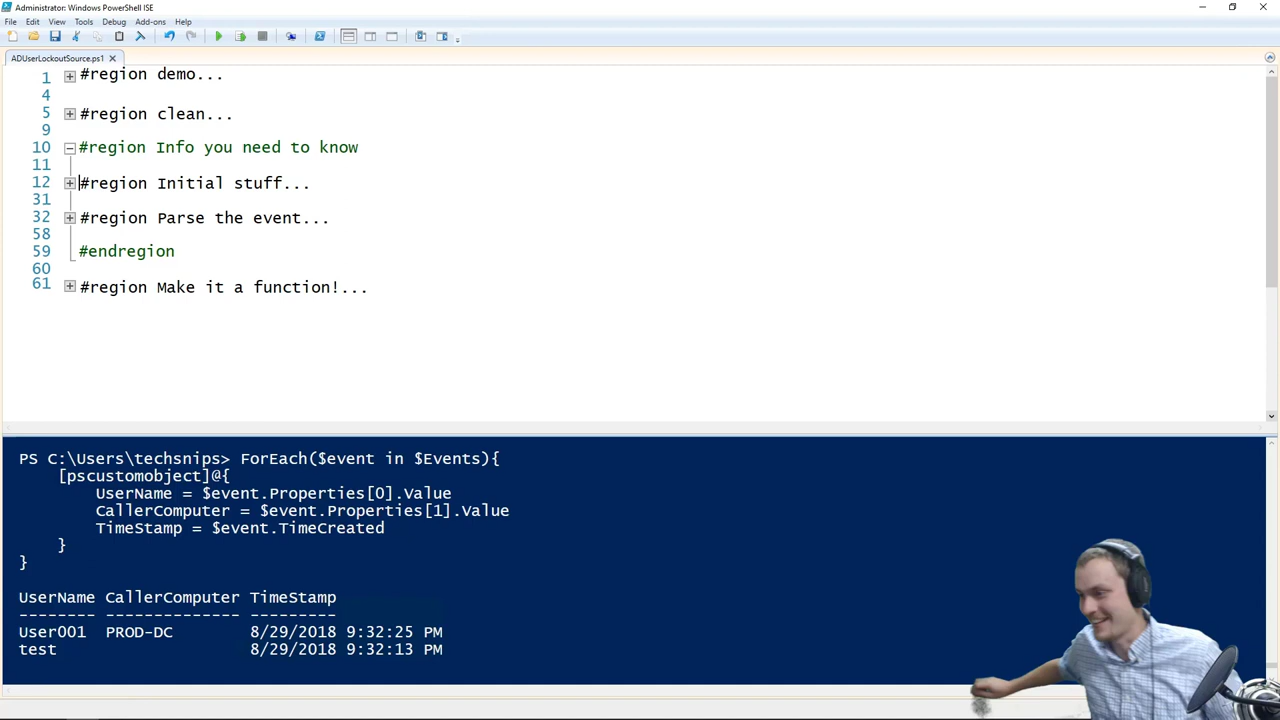 Administrator: Windows PowerShell ISE
File Edit View Tools Debug Add-ons Help
ADUserLockoutSource.ps1
1 #region demo...
4
5 #region clean...
9
10 #region Info you need to know
11
12 #region Initial stuff...
31
32 #region Parse the event...
58
59 #endregion
60
61 #region Make it a function!...
PS C:\Users\techsnips> ForEach($event in $Events){
[pscustomobject]@{
UserName = $event.Properties[0].Value
CallerComputer = $event.Properties[1].Value
TimeStamp = $event.TimeCreated
}
}
UserName CallerComputer TimeStamp
-------- -------------- ---------
User001 PROD-DC 8/29/2018 9:32:25 PM
test 8/29/2018 9:32:13 PM